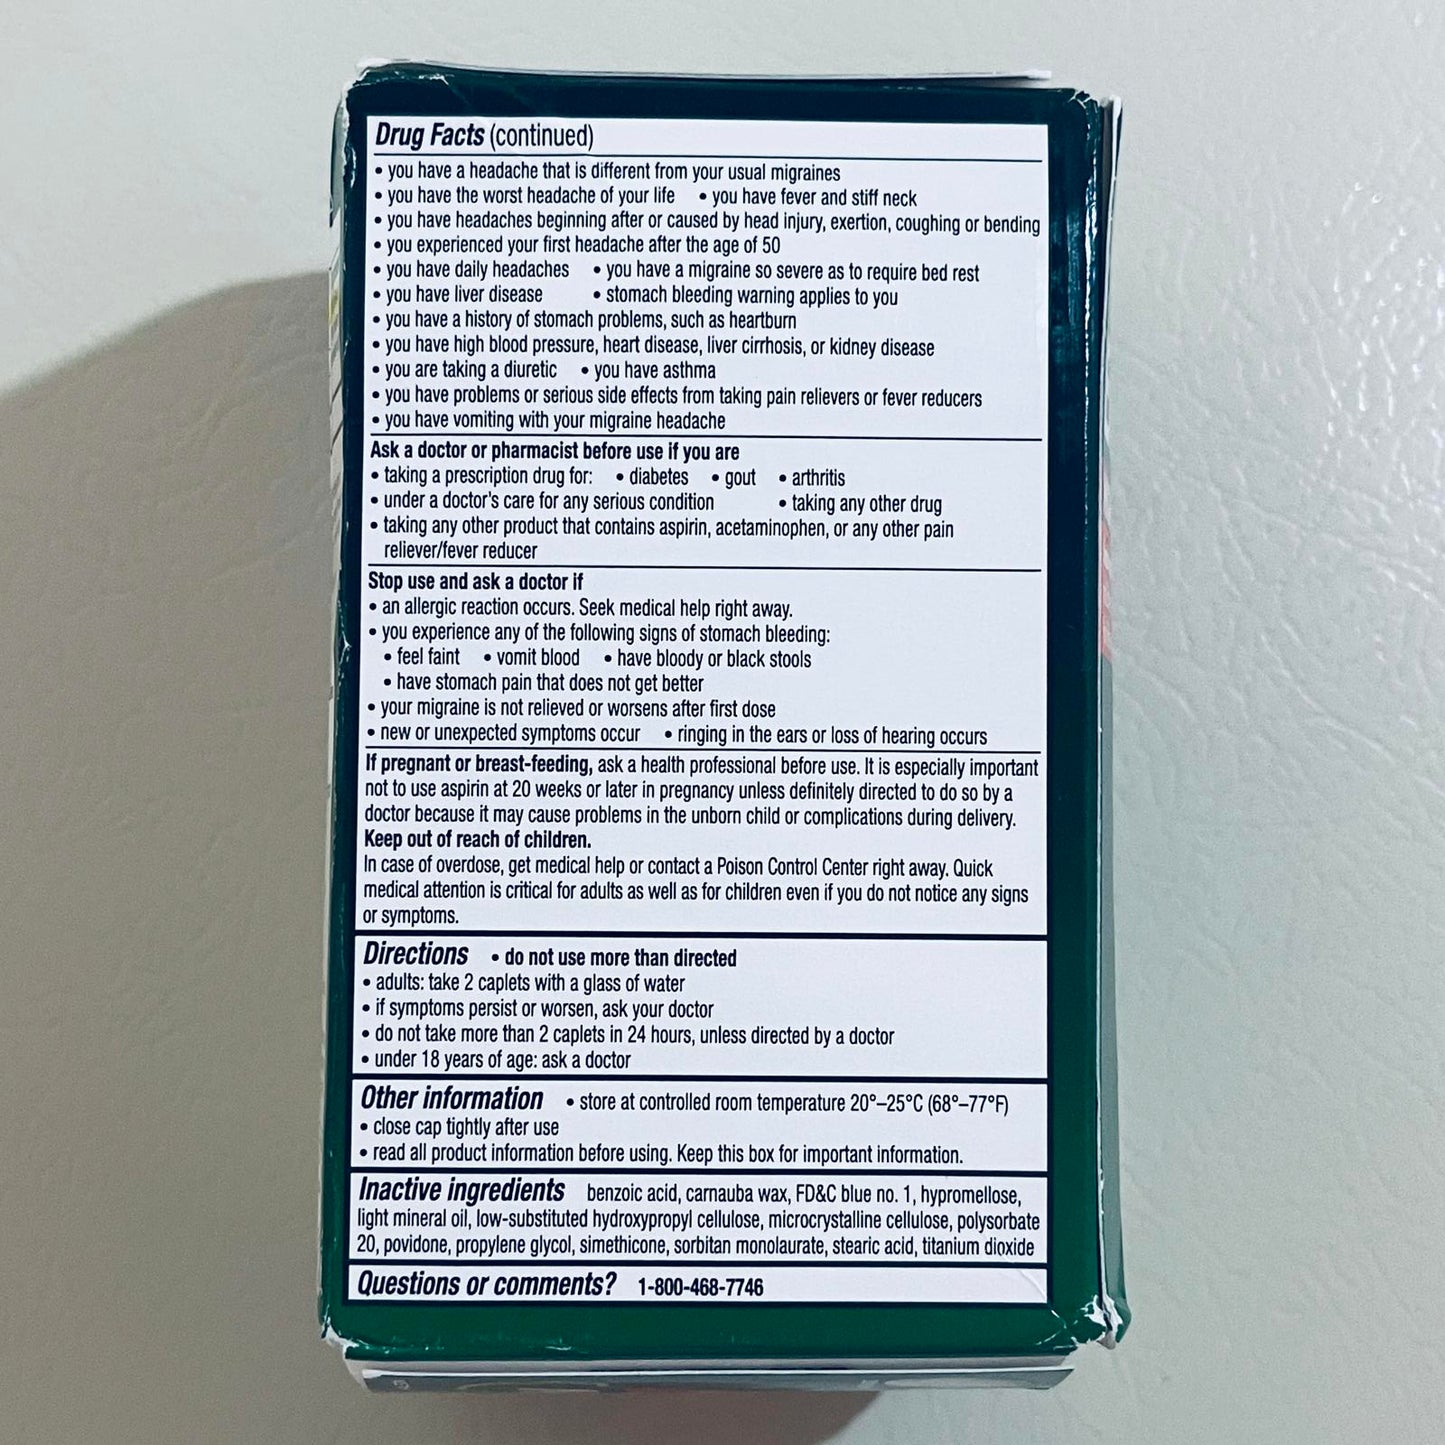 Drug Facts (continued)
• you have a headache that is different from your usual migraines
• you have the worst headache of your life • you have fever and stiff neck
• you have headaches beginning after or caused by head injury, exertion, coughing or bending
• you experienced your first headache after the age of 50
• you have daily headaches • you have a migraine so severe as to require bed rest
• you have liver disease • stomach bleeding warning applies to you
• you have a history of stomach problems, such as heartburn
• you have high blood pressure, heart disease, liver cirrhosis, or kidney disease
• you are taking a diuretic • you have asthma
• you have problems or serious side effects from taking pain relievers or fever reducers
• you have vomiting with your migraine headache
Ask a doctor or pharmacist before use if you are
• taking a prescription drug for: • diabetes • gout • arthritis
• under a doctor's care for any serious condition • taking any other drug
• taking any other product that contains aspirin, acetaminophen, or any other pain
reliever/fever reducer
Stop use and ask a doctor if
• an allergic reaction occurs. Seek medical help right away.
• you experience any of the following signs of stomach bleeding:
• feel faint • vomit blood • have bloody or black stools
• have stomach pain that does not get better
• your migraine is not relieved or worsens after first dose
• new or unexpected symptoms occur • ringing in the ears or loss of hearing occurs
If pregnant or breast-feeding, ask a health professional before use. It is especially important
not to use aspirin at 20 weeks or later in pregnancy unless definitely directed to do so by a
doctor because it may cause problems in the unborn child or complications during delivery.
Keep out of reach of children.
In case of overdose, get medical help or contact a Poison Control Center right away. Quick
medical attention is critical for adults as well as for children even if you do not notice any signs
or symptoms.
Directions • do not use more than directed
• adults: take 2 caplets with a glass of water
• if symptoms persist or worsen, ask your doctor
• do not take more than 2 caplets in 24 hours, unless directed by a doctor
• under 18 years of age: ask a doctor
Other information • store at controlled room temperature 20°–25°C (68°–77°F)
• close cap tightly after use
• read all product information before using. Keep this box for important information.
Inactive ingredients benzoic acid, carnauba wax, FD&C blue no. 1, hypromellose,
light mineral oil, low-substituted hydroxypropyl cellulose, microcrystalline cellulose, polysorbate
20, povidone, propylene glycol, simethicone, sorbitan monolaurate, stearic acid, titanium dioxide
Questions or comments? 1-800-468-7746